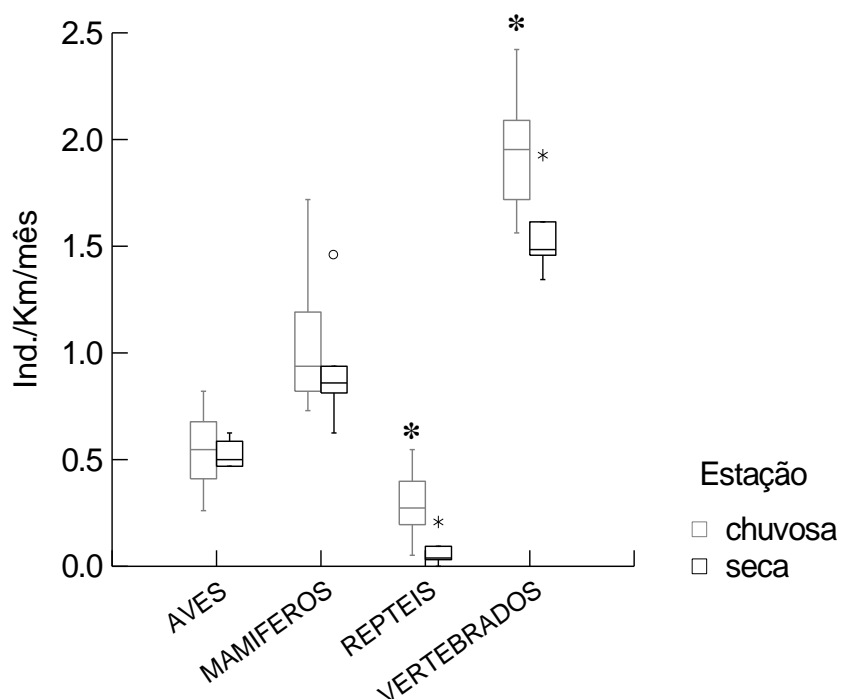 2.5
2.0
1.5
1.0
0.5
0.0
Ind./Km/mês
AVES
MAMIFEROS
REPTEIS
VERTEBRADOS
Estação
chuvosa
seca